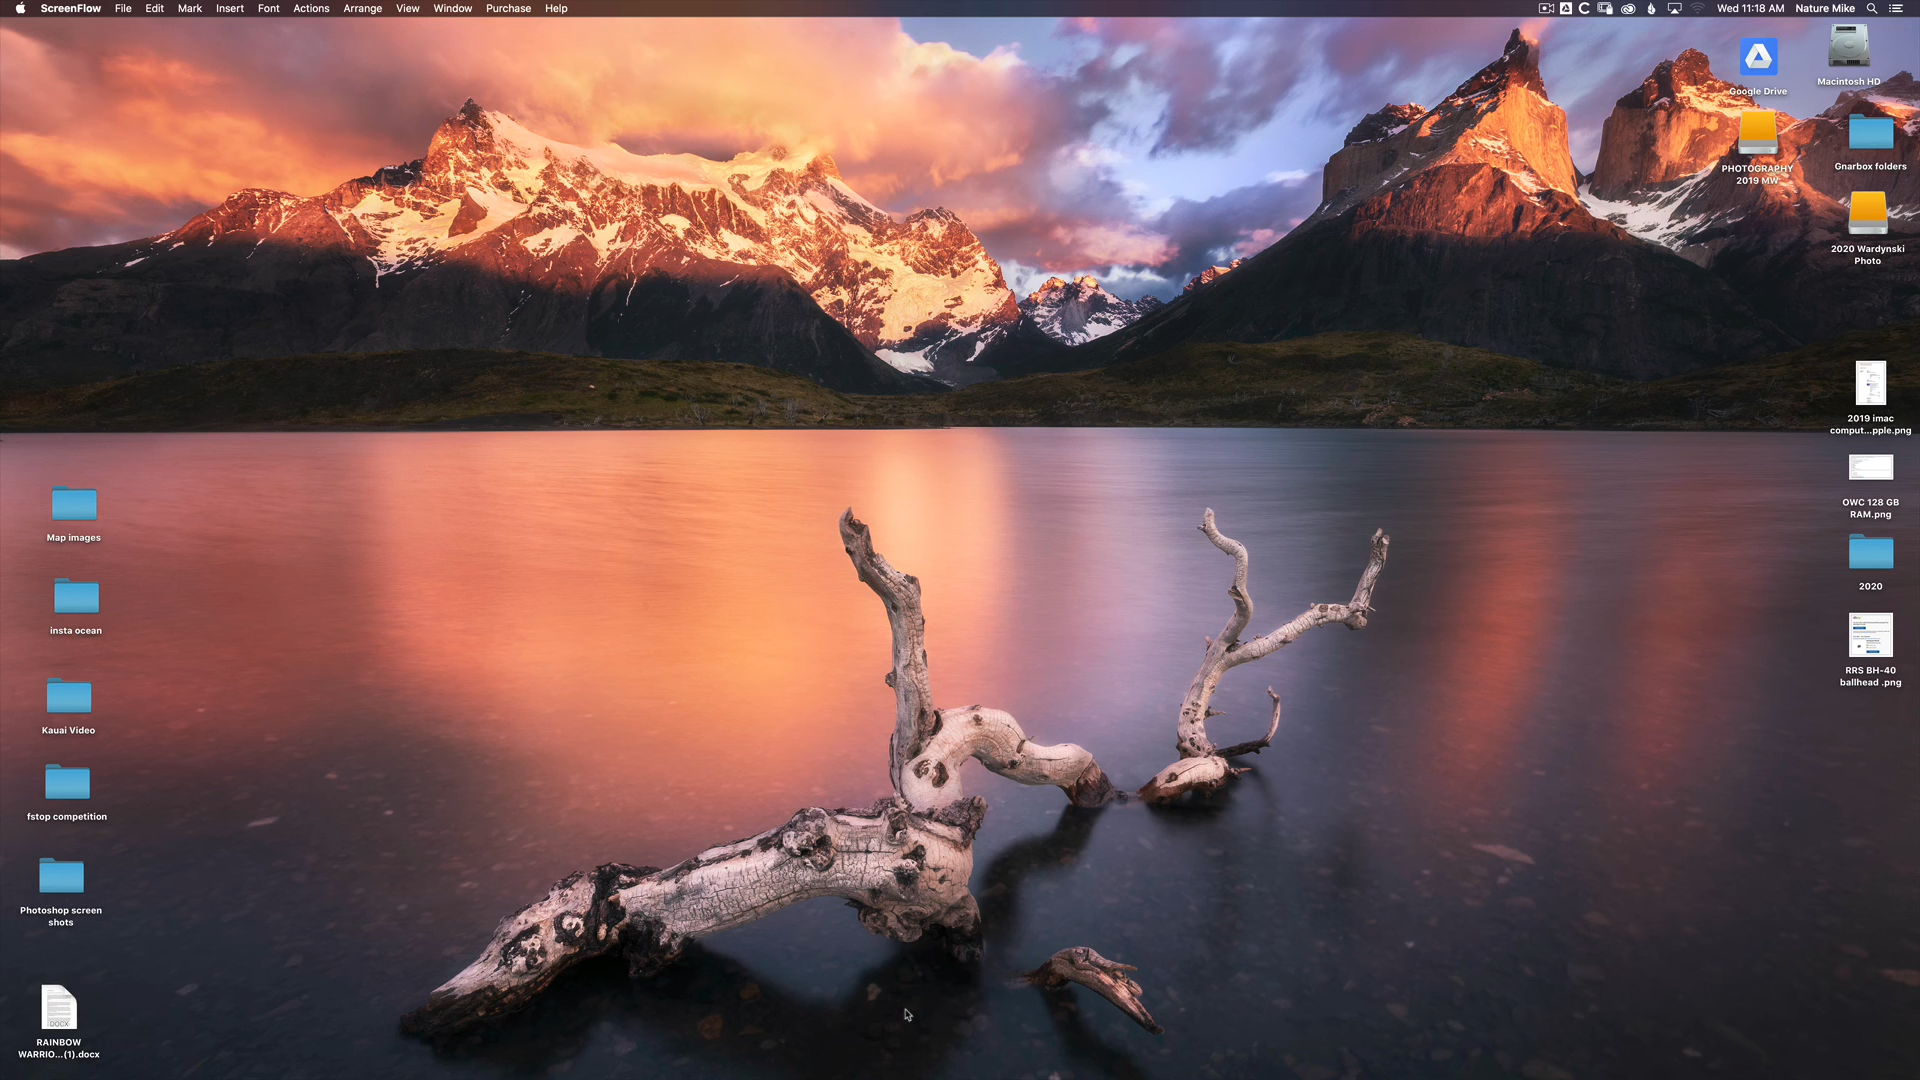 ScreenFlow File Edit Mark Insert Font Actions Arrange View Window Purchase Help Wed 11:18 AM Nature Mike
Google Drive
Macintosh HD
PHOTOGRAPHY
2019 MW
Gnarbox folders
2020 Wardynski
Photo
2019 imac
comput...pple.png
OWC 128 GB
RAM.png
2020
RRS BH-40
ballhead .png
Map images
insta ocean
Kauai Video
fstop competition
Photoshop screen
shots
DOCX
RAINBOW
WARRIO...(1).docx